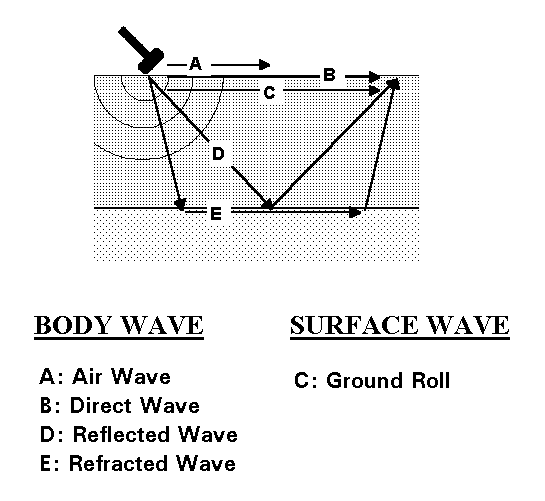 A
B
C
D
E
BODY WAVE
A: Air Wave
B: Direct Wave
D: Reflected Wave
E: Refracted Wave
SURFACE WAVE
C: Ground Roll